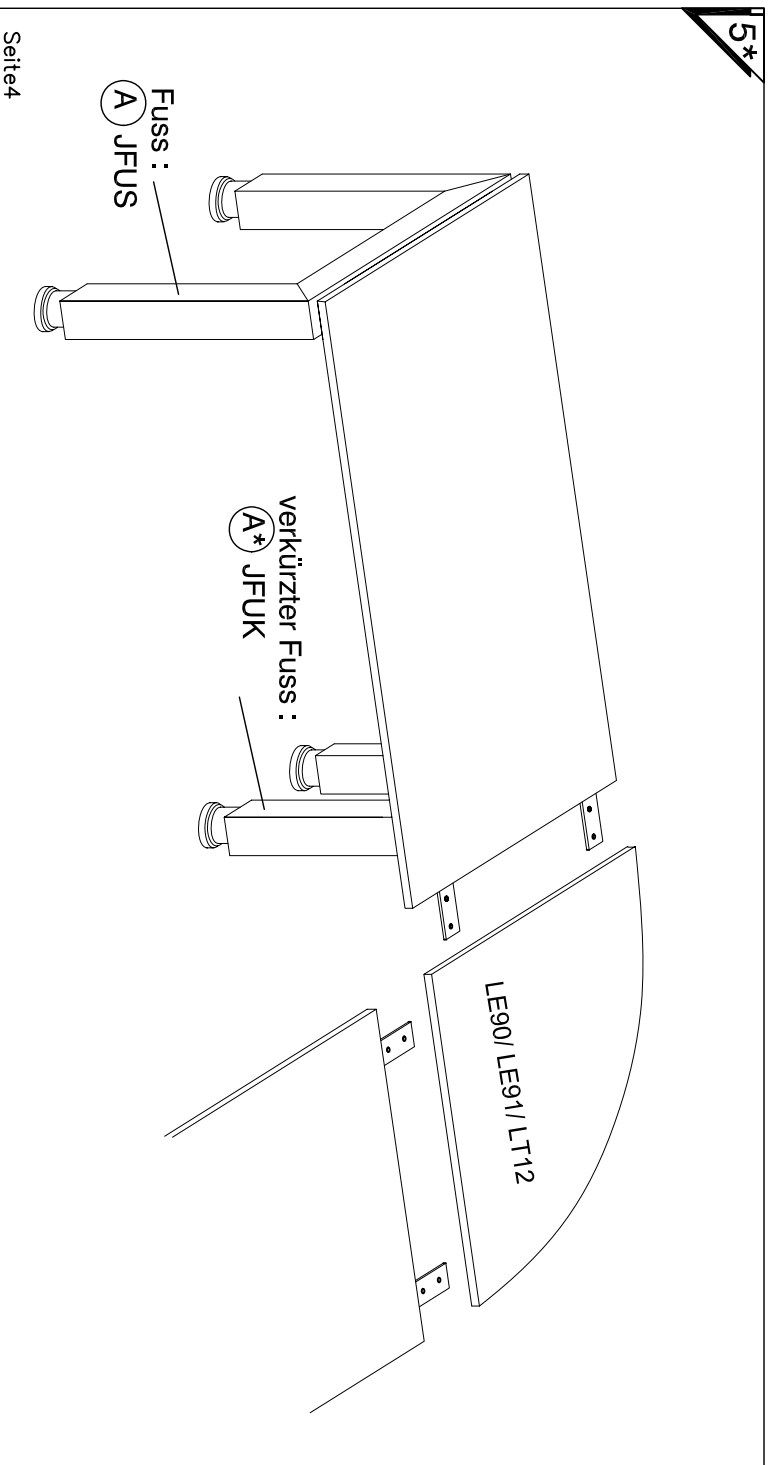 5*
Fuss :
A JFUS
verkürzter Fuss :
A* JFUK
LE90/ LE91/ LT12
Seite4